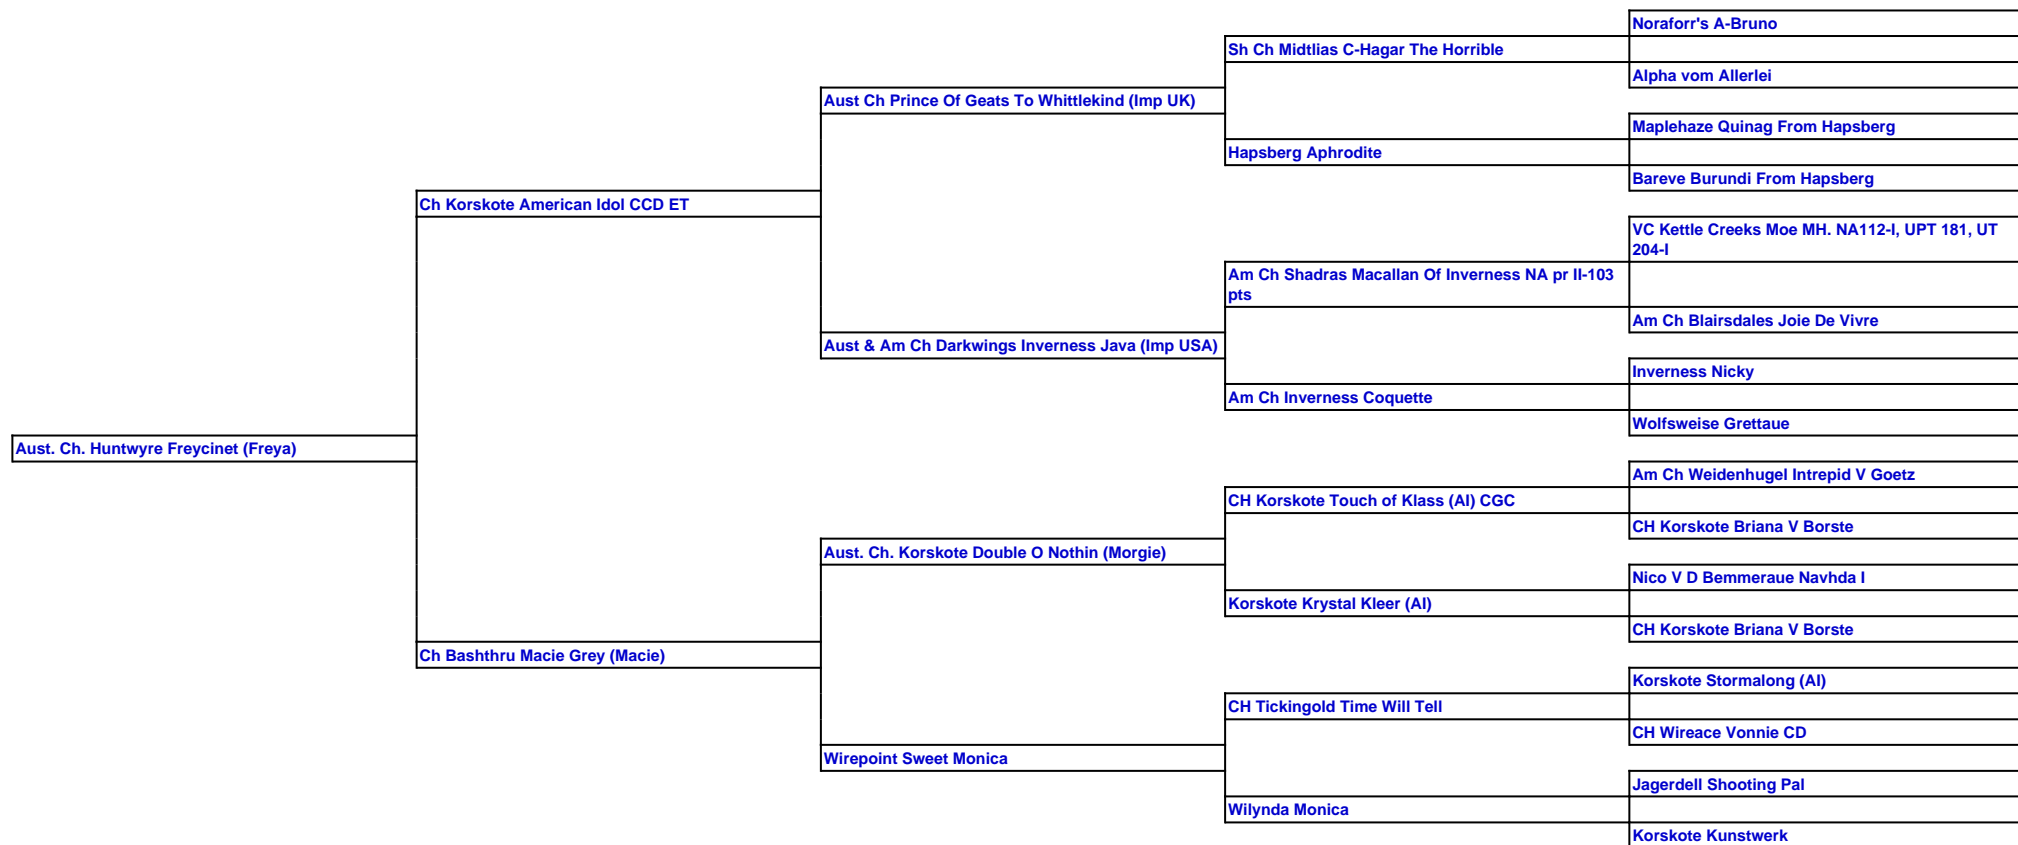 Noraforr's A-Bruno
Sh Ch Midtlias C-Hagar The Horrible
Alpha vom Allerlei
Aust Ch Prince Of Geats To Whittlekind (Imp UK)
Maplehaze Quinag From Hapsberg
Hapsberg Aphrodite
Bareve Burundi From Hapsberg
Ch Korskote American Idol CCD ET
VC Kettle Creeks Moe MH. NA112-I, UPT 181, UT
204-I
Am Ch Shadras Macallan Of Inverness NA pr II-103
pts
Am Ch Blairsdales Joie De Vivre
Aust & Am Ch Darkwings Inverness Java (Imp USA)
Inverness Nicky
Am Ch Inverness Coquette
Wolfsweise Grettaue
Aust. Ch. Huntwyre Freycinet (Freya)
Am Ch Weidenhugel Intrepid V Goetz
CH Korskote Touch of Klass (AI) CGC
CH Korskote Briana V Borste
Aust. Ch. Korskote Double O Nothin (Morgie)
Nico V D Bemmeraue Navhda I
Korskote Krystal Kleer (AI)
CH Korskote Briana V Borste
Ch Bashthru Macie Grey (Macie)
Korskote Stormalong (AI)
CH Tickingold Time Will Tell
CH Wireace Vonnie CD
Wirepoint Sweet Monica
Jagerdell Shooting Pal
Wilynda Monica
Korskote Kunstwerk